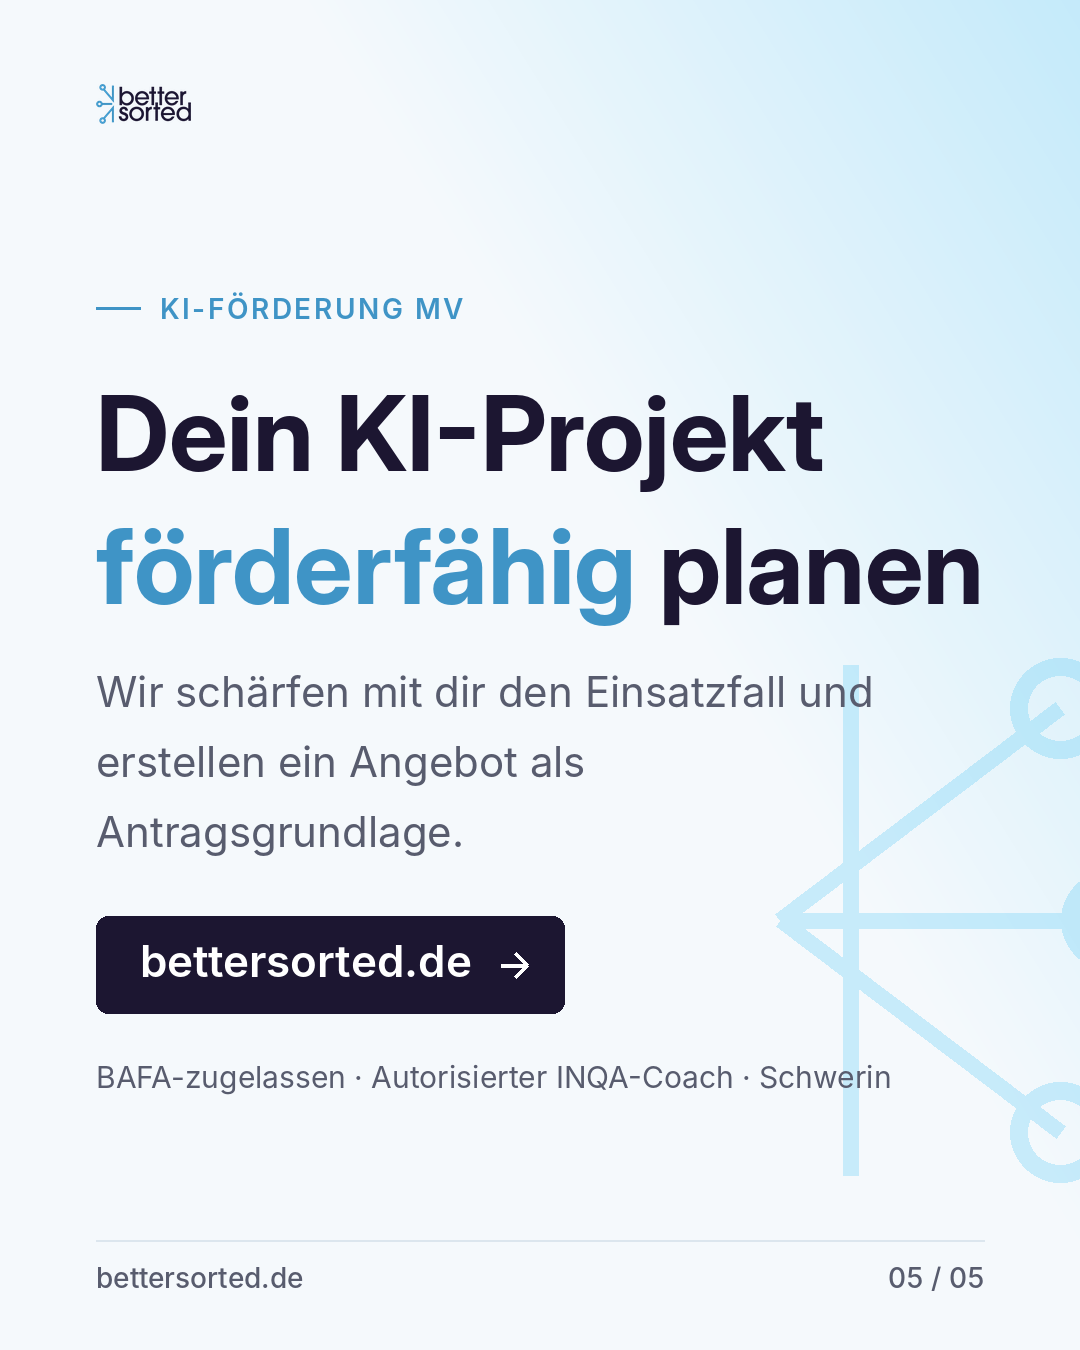 better
sorted
KI-FÖRDERUNG MV
Dein KI-Projekt
förderfähig planen
Wir schärfen mit dir den Einsatzfall und
erstellen ein Angebot als
Antragsgrundlage.
bettersorted.de →
BAFA-zugelassen · Autorisierter INQA-Coach · Schwerin
bettersorted.de
05 / 05